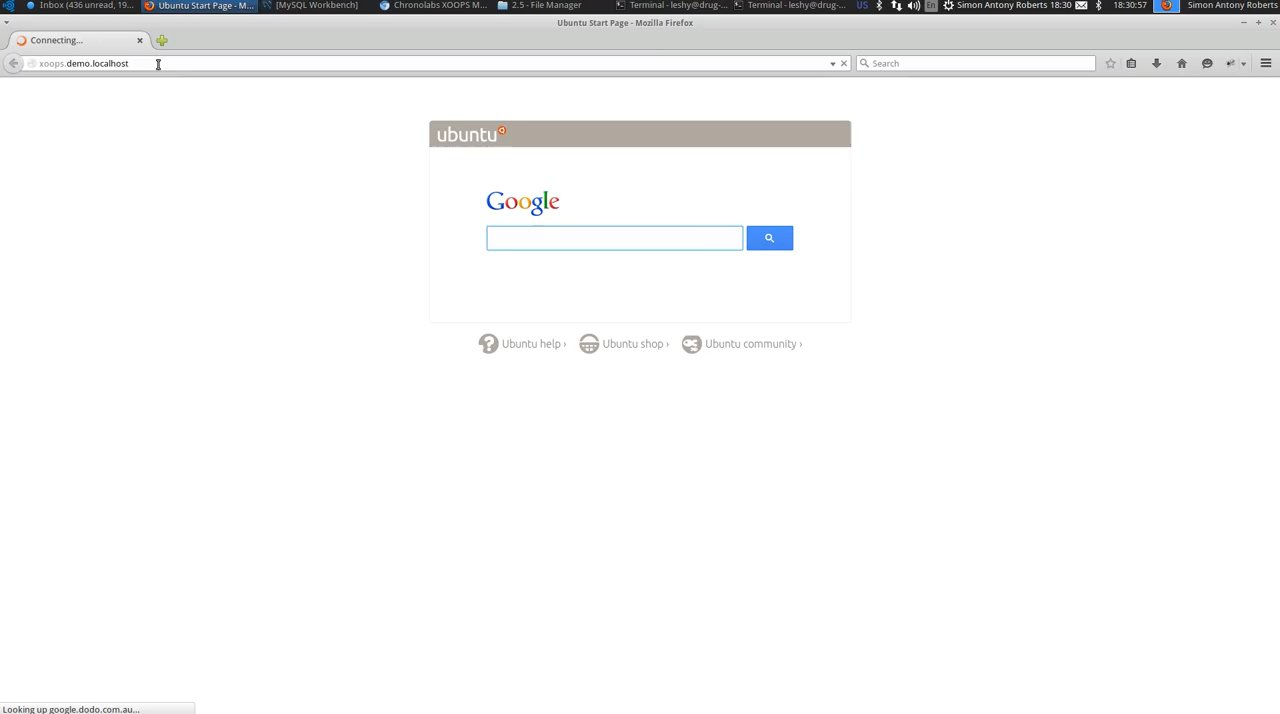 Inbox (436 unread, 19... Ubuntu Start Page - M... [MySQL Workbench] Chronolabs XOOPS M... 2.5 - File Manager Terminal - leshy@drug-... Terminal - leshy@drug-... US En Simon Antony Roberts 18:30 18:30:57 Simon Antony Roberts
Ubuntu Start Page - Mozilla Firefox
Connecting...
xoops.demo.localhost Search
ubuntu
Google
Ubuntu help › Ubuntu shop › Ubuntu community ›
Looking up google.dodo.com.au...